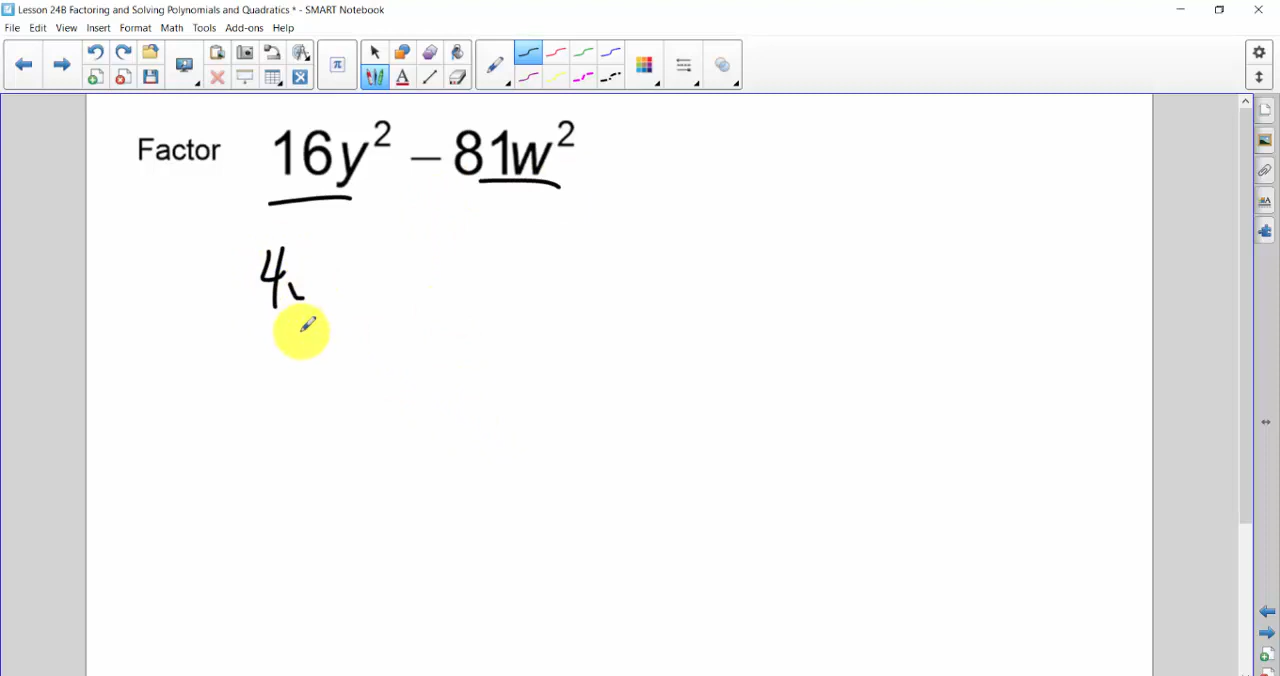 Lesson 24B Factoring and Solving Polynomials and Quadratics * - SMART Notebook
File Edit View Insert Format Math Tools Add-ons Help
Factor 16y² – 81w²
4